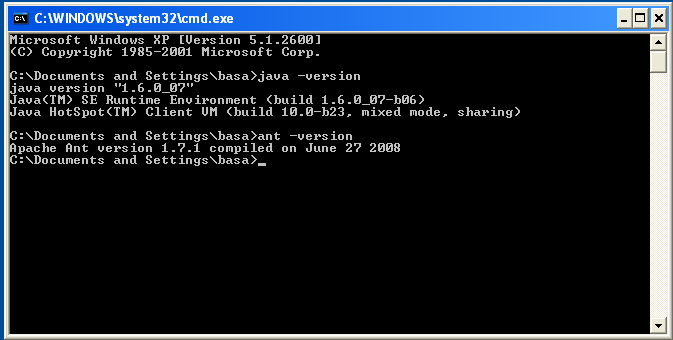 C:\WINDOWS\system32\cmd.exe
Microsoft Windows XP [Version 5.1.2600]
(C) Copyright 1985-2001 Microsoft Corp.
C:\Documents and Settings\basa>java -version
java version "1.6.0_07"
Java(TM) SE Runtime Environment (build 1.6.0_07-b06)
Java HotSpot(TM) Client VM (build 10.0-b23, mixed mode, sharing)
C:\Documents and Settings\basa>ant -version
Apache Ant version 1.7.1 compiled on June 27 2008
C:\Documents and Settings\basa>_